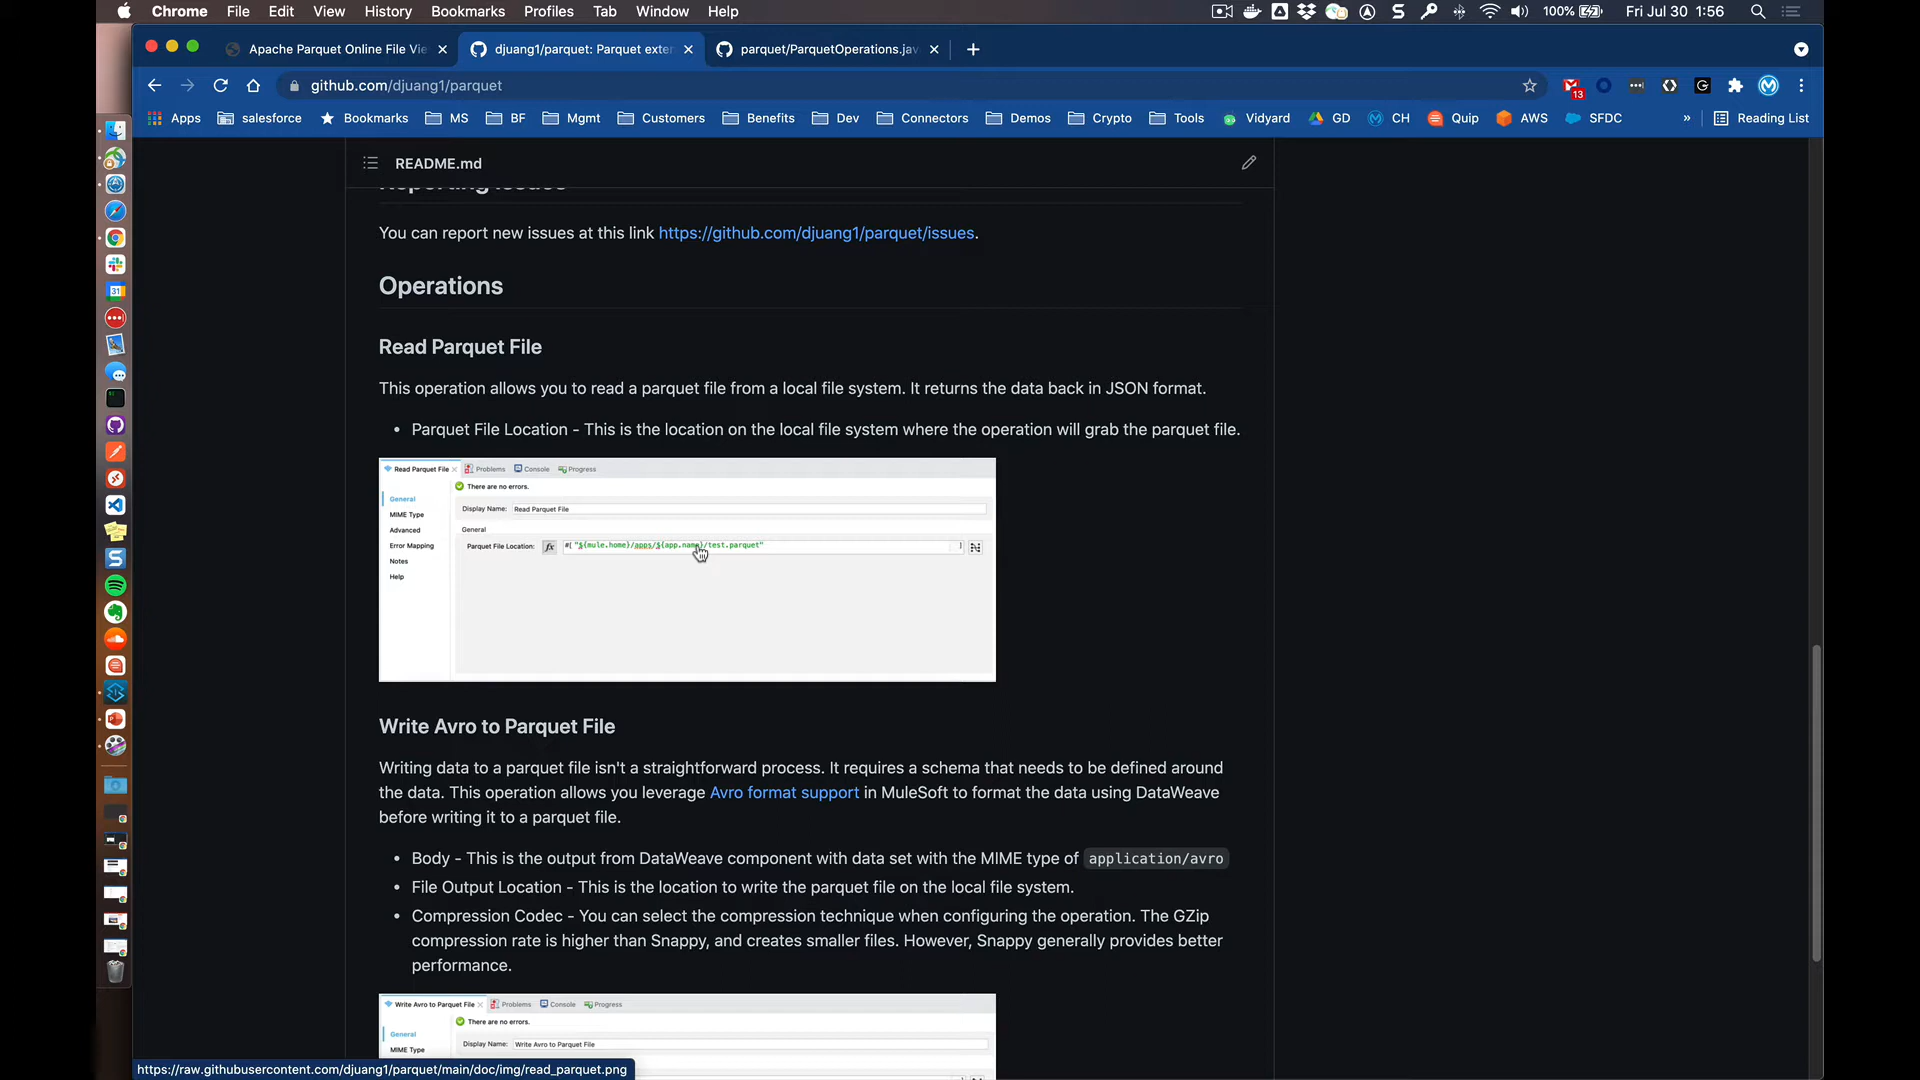 Chrome File Edit View History Bookmarks Profiles Tab Window Help 100% Fri Jul 30 1:56
Apache Parquet Online File Vie djuang1/parquet: Parquet exte parquet/ParquetOperations.jav
github.com/djuang1/parquet 13
Apps salesforce Bookmarks MS BF Mgmt Customers Benefits Dev Connectors Demos Crypto Tools Vidyard GD CH Quip AWS SFDC » Reading List
README.md
Reporting Issues
You can report new issues at this link https://github.com/djuang1/parquet/issues.
Operations
Read Parquet File
This operation allows you to read a parquet file from a local file system. It returns the data back in JSON format.
• Parquet File Location - This is the location on the local file system where the operation will grab the parquet file.
Read Parquet File Problems Console Progress
There are no errors.
General
MIME Type
Advanced
Error Mapping
Notes
Help
Display Name: Read Parquet File
General
Parquet File Location: fx #[ "${mule.home}/apps/${app.name}/test.parquet" ]
Write Avro to Parquet File
Writing data to a parquet file isn't a straightforward process. It requires a schema that needs to be defined around
the data. This operation allows you leverage Avro format support in MuleSoft to format the data using DataWeave
before writing it to a parquet file.
• Body - This is the output from DataWeave component with data set with the MIME type of application/avro
• File Output Location - This is the location to write the parquet file on the local file system.
• Compression Codec - You can select the compression technique when configuring the operation. The GZip
compression rate is higher than Snappy, and creates smaller files. However, Snappy generally provides better
performance.
Write Avro to Parquet File Problems Console Progress
There are no errors.
General
MIME Type
Display Name: Write Avro to Parquet File
https://raw.githubusercontent.com/djuang1/parquet/main/doc/img/read_parquet.png
31